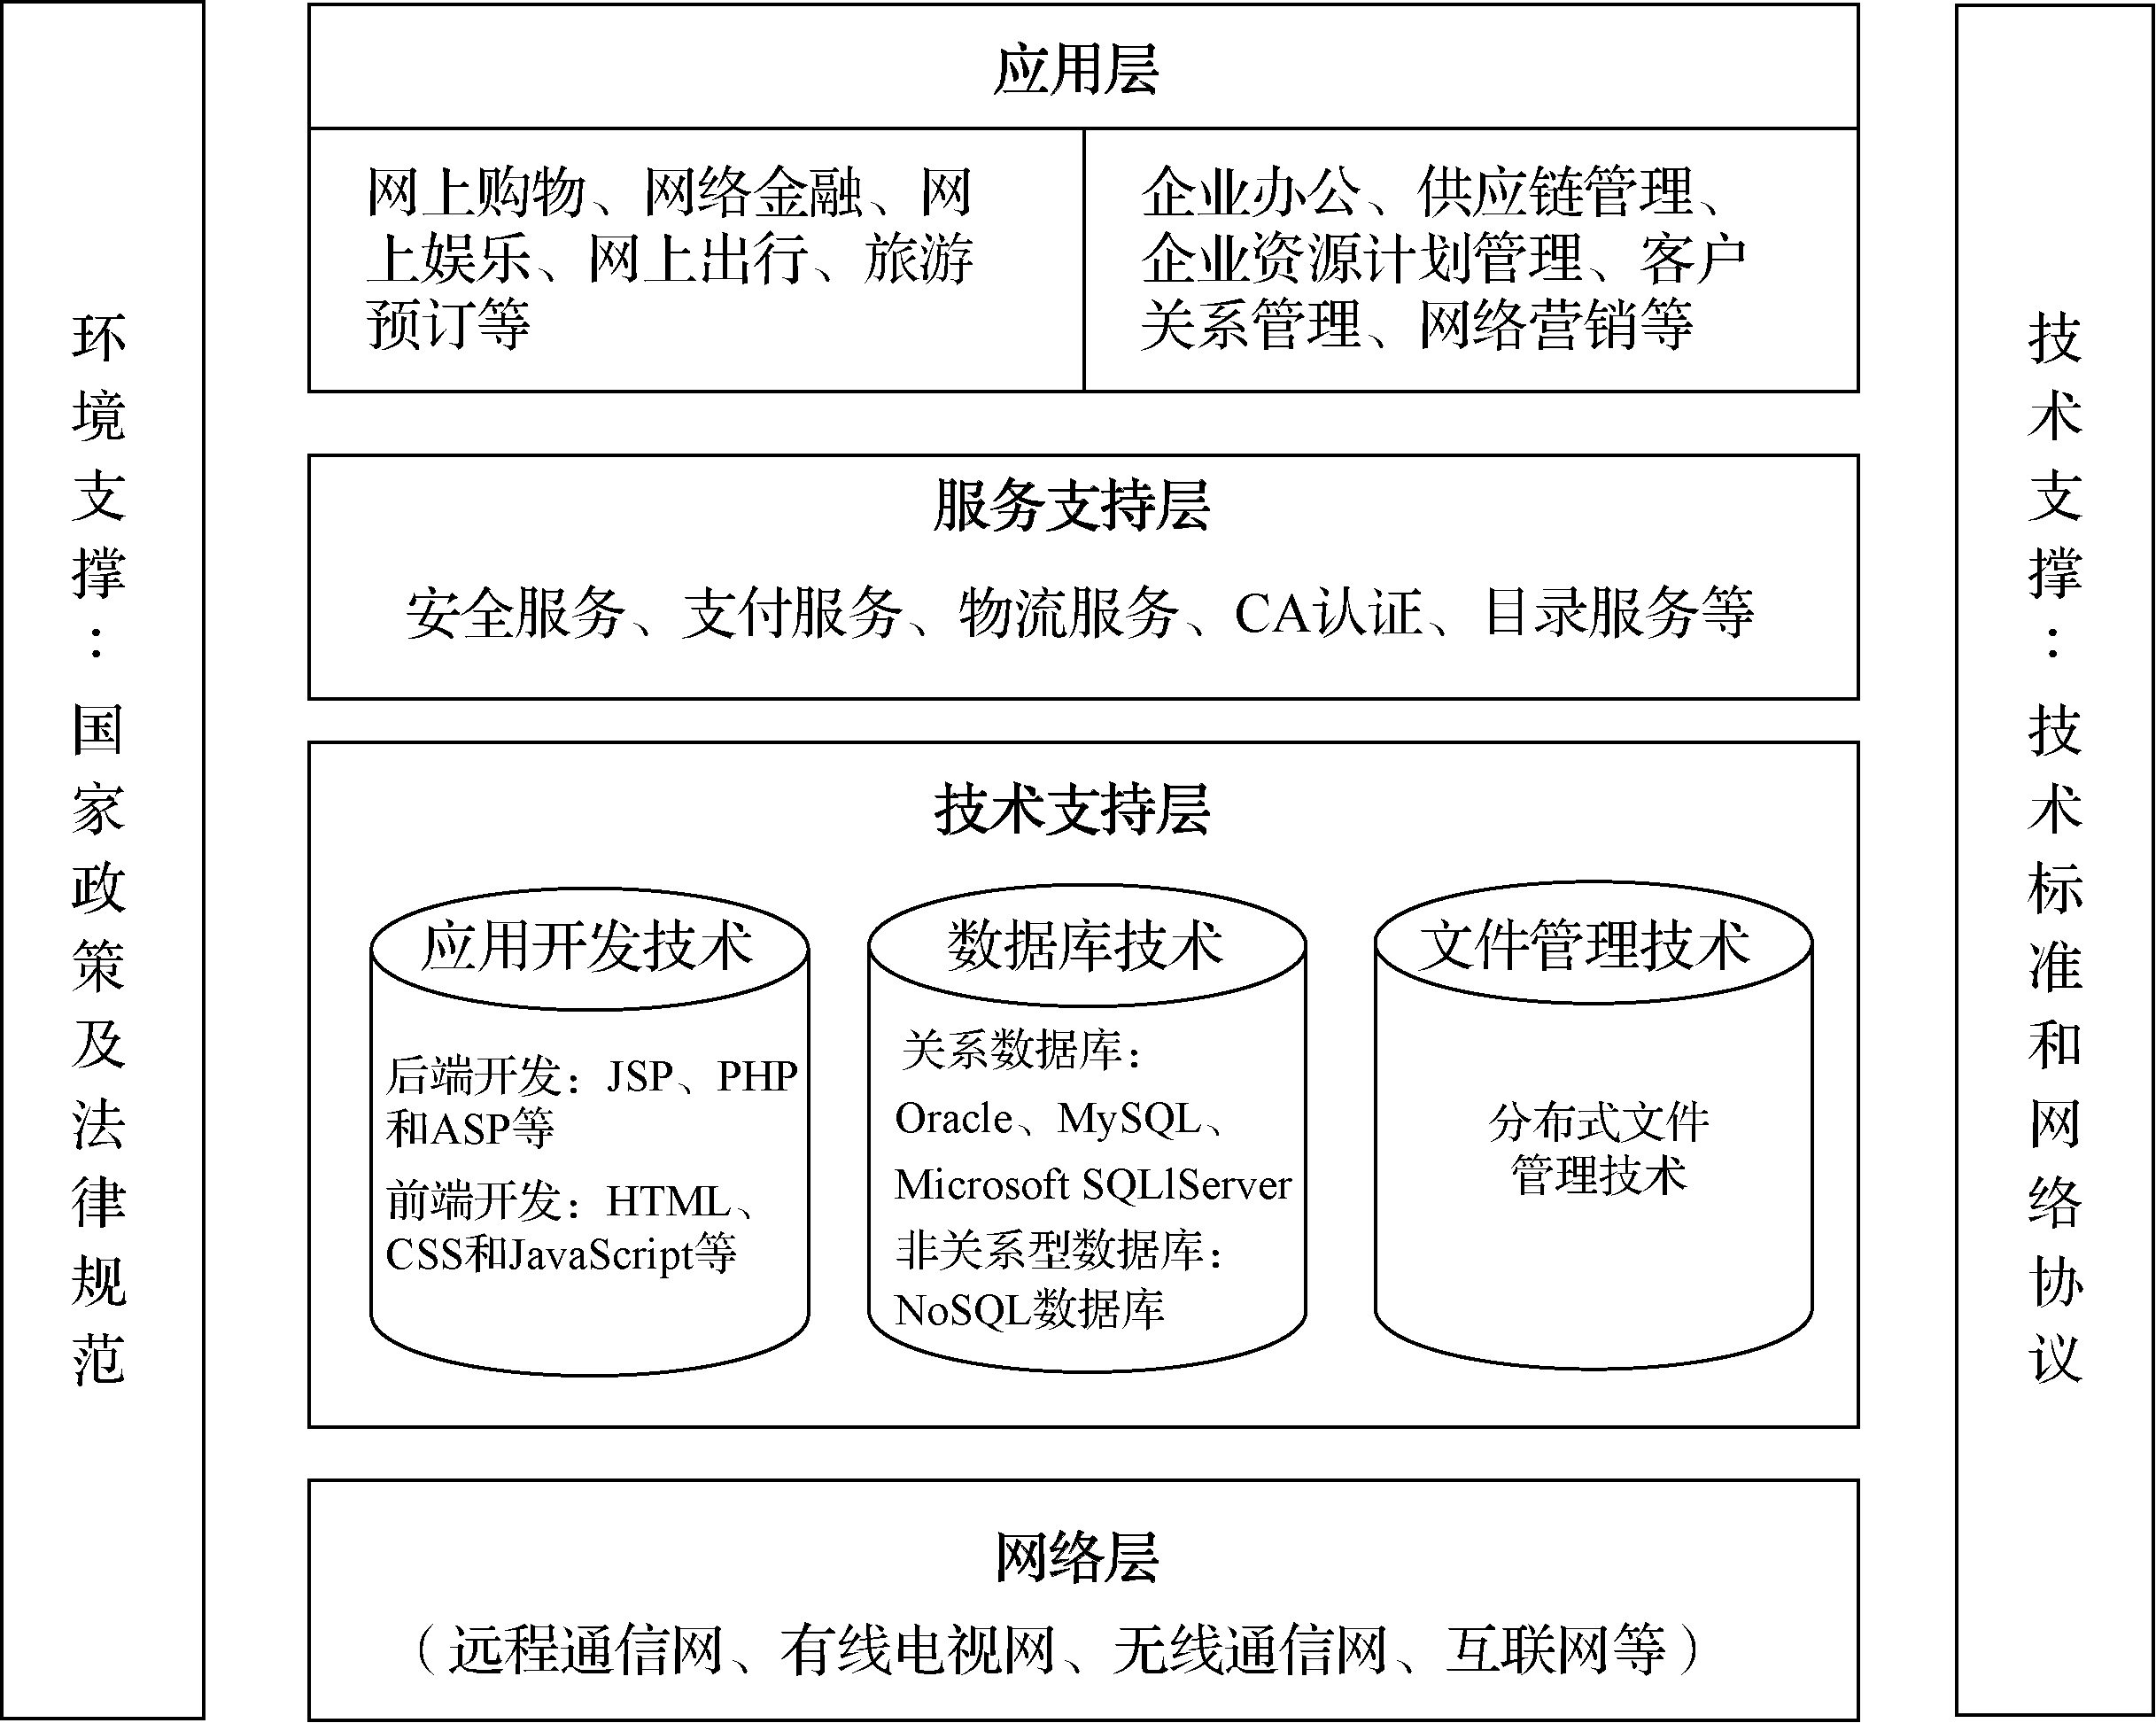 环境支撑：国家政策及法律规范
应用层
网上购物、网络金融、网
上娱乐、网上出行、旅游
预订等
企业办公、供应链管理、
企业资源计划管理、客户
关系管理、网络营销等
服务支持层
安全服务、支付服务、物流服务、CA认证、目录服务等
技术支持层
应用开发技术
后端开发：JSP、PHP
和ASP等
前端开发：HTML、
CSS和JavaScript等
数据库技术
关系数据库：
Oracle、MySQL、
Microsoft SQLlServer
非关系型数据库：
NoSQL数据库
文件管理技术
分布式文件
管理技术
网络层
（远程通信网、有线电视网、无线通信网、互联网等）
技术支撑：技术标准和网络协议